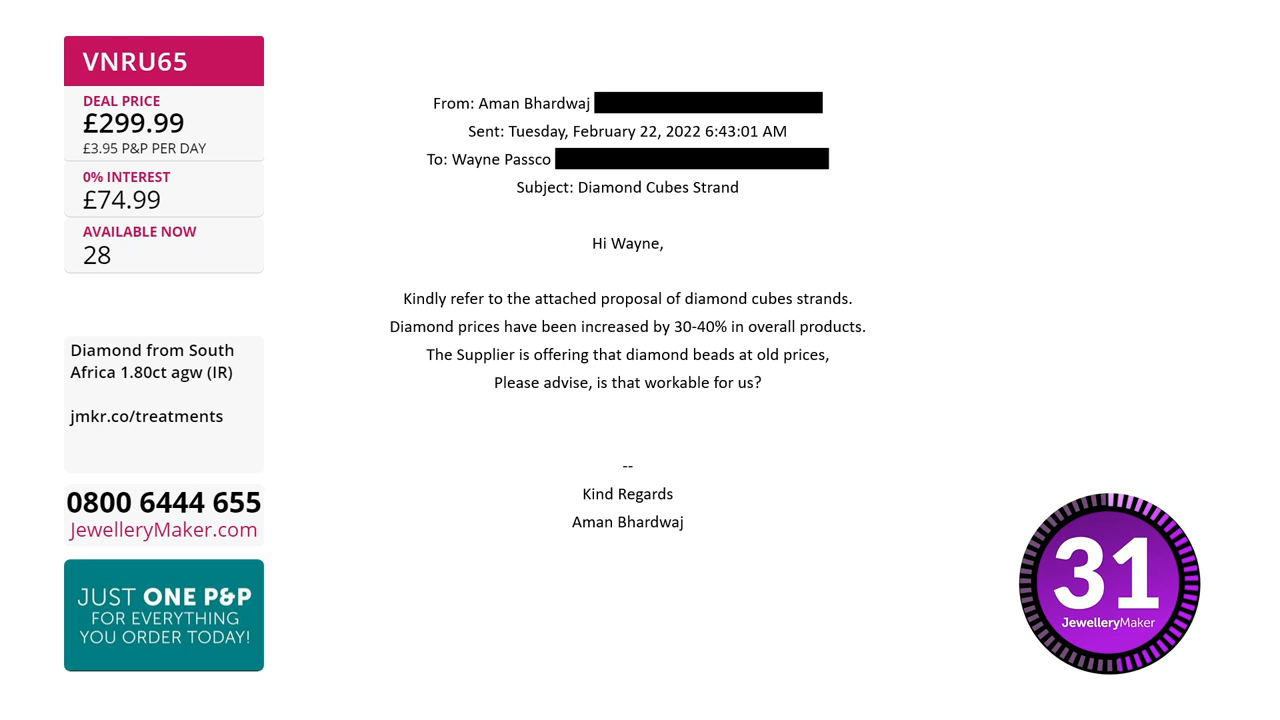 VNRU65
DEAL PRICE
£299.99
£3.95 P&P PER DAY
0% INTEREST
£74.99
AVAILABLE NOW
28
Diamond from South
Africa 1.80ct agw (IR)
jmkr.co/treatments
0800 6444 655
JewelleryMaker.com
JUST ONE P&P
FOR EVERYTHING
YOU ORDER TODAY!
From: Aman Bhardwaj
Sent: Tuesday, February 22, 2022 6:43:01 AM
To: Wayne Passco
Subject: Diamond Cubes Strand
Hi Wayne,
Kindly refer to the attached proposal of diamond cubes strands.
Diamond prices have been increased by 30-40% in overall products.
The Supplier is offering that diamond beads at old prices,
Please advise, is that workable for us?
--
Kind Regards
Aman Bhardwaj
31
JewelleryMaker